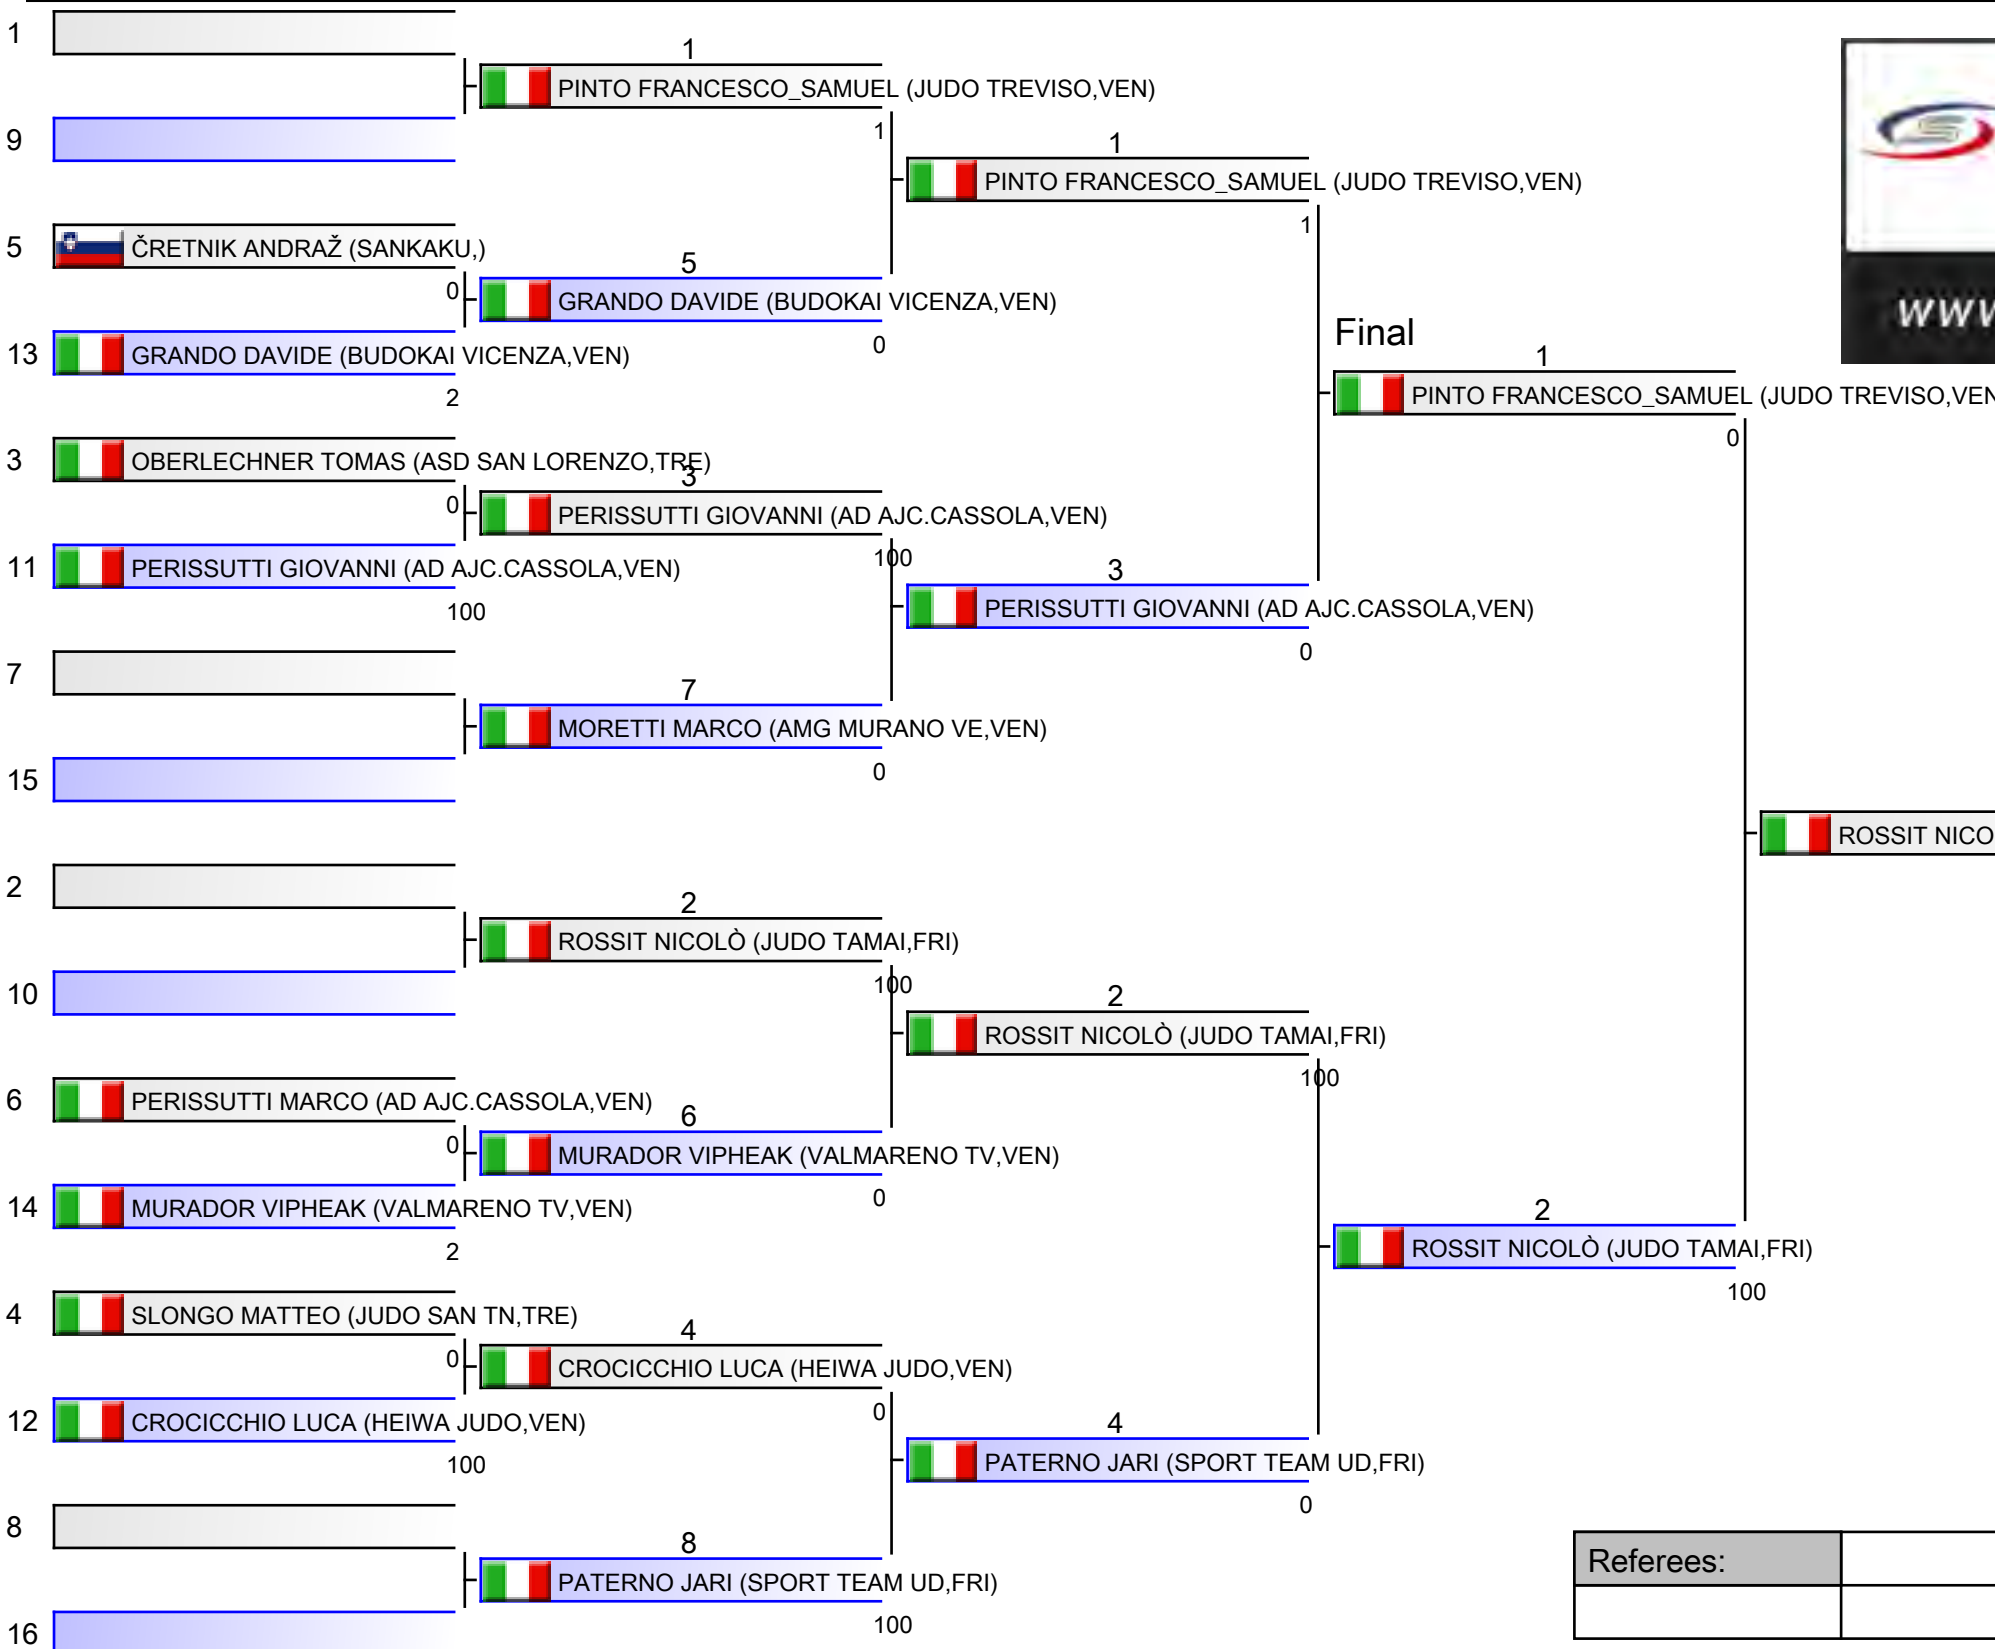 1
1
PINTO FRANCESCO_SAMUEL (JUDO TREVISO,VEN)
1
9
1
PINTO FRANCESCO_SAMUEL (JUDO TREVISO,VEN)
1
5
ČRETNIK ANDRAŽ (SANKAKU,)
0
5
GRANDO DAVIDE (BUDOKAI VICENZA,VEN)
0
13
GRANDO DAVIDE (BUDOKAI VICENZA,VEN)
2
Final
1
PINTO FRANCESCO_SAMUEL (JUDO TREVISO,VEN
0
3
OBERLECHNER TOMAS (ASD SAN LORENZO,TRE)
0
3
PERISSUTTI GIOVANNI (AD AJC.CASSOLA,VEN)
100
11
PERISSUTTI GIOVANNI (AD AJC.CASSOLA,VEN)
100
3
PERISSUTTI GIOVANNI (AD AJC.CASSOLA,VEN)
0
7
7
MORETTI MARCO (AMG MURANO VE,VEN)
0
15
ROSSIT NICO
2
2
ROSSIT NICOLÒ (JUDO TAMAI,FRI)
100
10
2
ROSSIT NICOLÒ (JUDO TAMAI,FRI)
100
6
PERISSUTTI MARCO (AD AJC.CASSOLA,VEN)
0
6
MURADOR VIPHEAK (VALMARENO TV,VEN)
0
14
MURADOR VIPHEAK (VALMARENO TV,VEN)
2
2
ROSSIT NICOLÒ (JUDO TAMAI,FRI)
100
4
SLONGO MATTEO (JUDO SAN TN,TRE)
0
4
CROCICCHIO LUCA (HEIWA JUDO,VEN)
0
12
CROCICCHIO LUCA (HEIWA JUDO,VEN)
100
4
PATERNO JARI (SPORT TEAM UD,FRI)
0
8
8
PATERNO JARI (SPORT TEAM UD,FRI)
100
16
Referees: